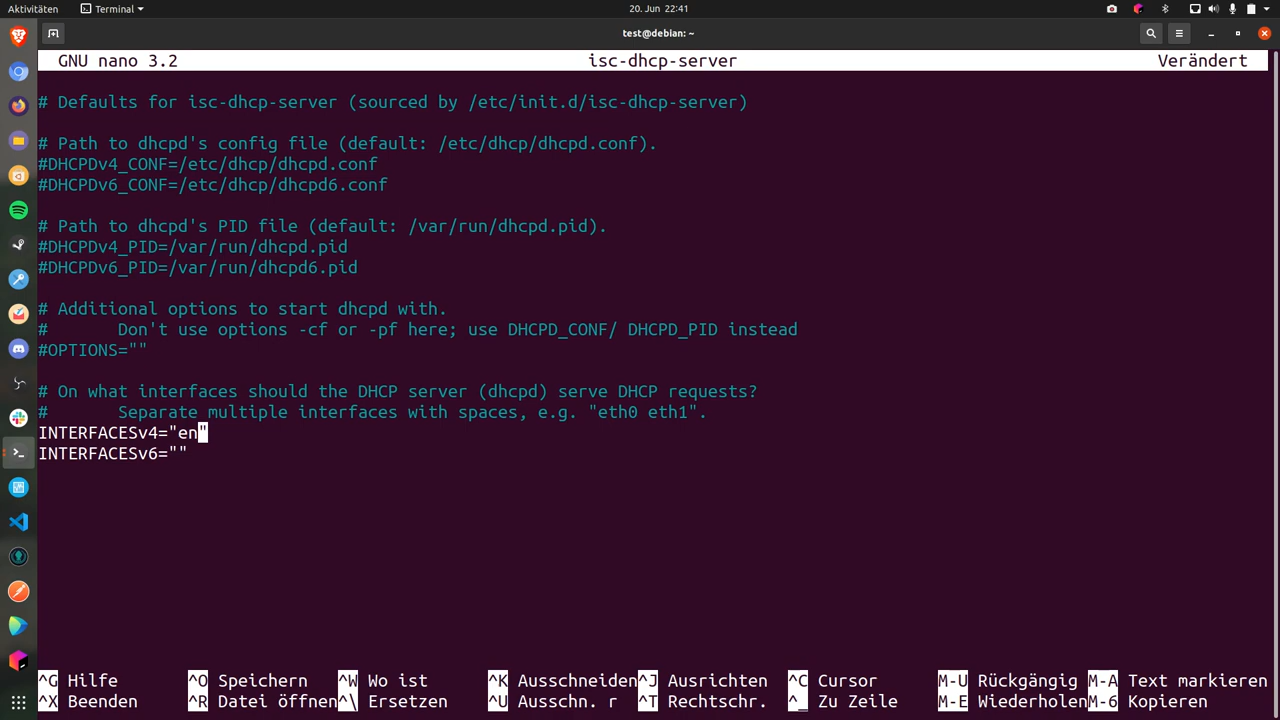 Aktivitäten
Terminal
20. Jun 22:41
test@debian: ~
GNU nano 3.2 isc-dhcp-server Verändert
# Defaults for isc-dhcp-server (sourced by /etc/init.d/isc-dhcp-server)
# Path to dhcpd's config file (default: /etc/dhcp/dhcpd.conf).
#DHCPDv4_CONF=/etc/dhcp/dhcpd.conf
#DHCPDv6_CONF=/etc/dhcp/dhcpd6.conf
# Path to dhcpd's PID file (default: /var/run/dhcpd.pid).
#DHCPDv4_PID=/var/run/dhcpd.pid
#DHCPDv6_PID=/var/run/dhcpd6.pid
# Additional options to start dhcpd with.
#       Don't use options -cf or -pf here; use DHCPD_CONF/ DHCPD_PID instead
#OPTIONS=""
# On what interfaces should the DHCP server (dhcpd) serve DHCP requests?
#       Separate multiple interfaces with spaces, e.g. "eth0 eth1".
INTERFACESv4="en"
INTERFACESv6=""
^G Hilfe ^O Speichern ^W Wo ist ^K Ausschneiden ^J Ausrichten ^C Cursor M-U Rückgängig M-A Text markieren
^X Beenden ^R Datei öffnen ^\ Ersetzen ^U Ausschn. r ^T Rechtschr. ^_ Zu Zeile M-E Wiederholen M-6 Kopieren